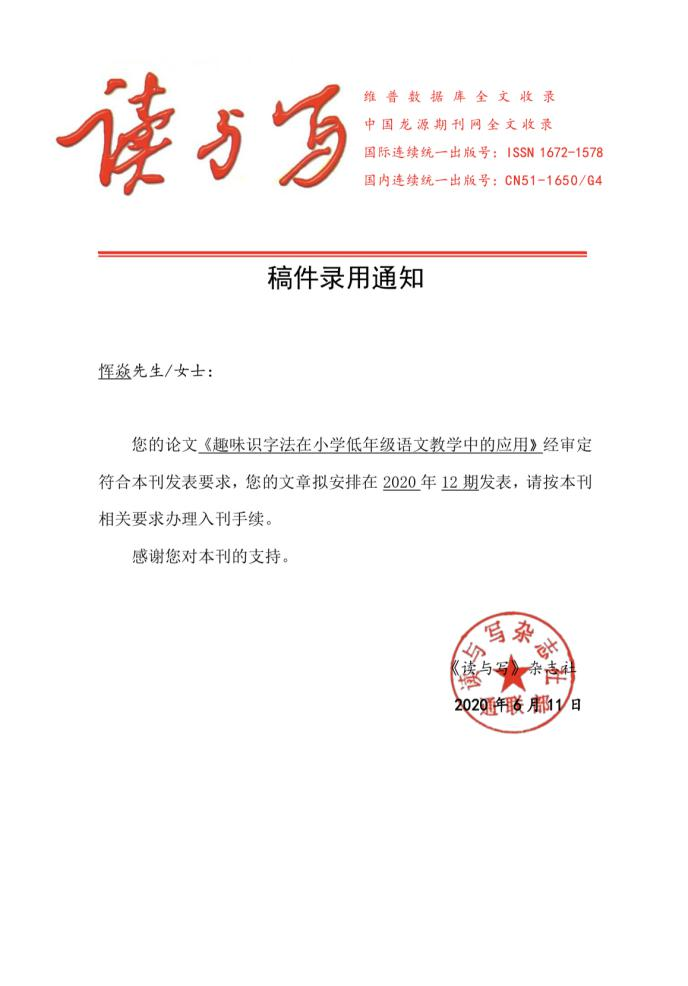 读与写
维普数据库全文收录
中国龙源期刊网全文收录
国际连续统一出版号：ISSN 1672-1578
国内连续统一出版号：CN51-1650/G4
稿件录用通知
恽焱先生/女士：
您的论文《趣味识字法在小学低年级语文教学中的应用》经审定
符合本刊发表要求，您的文章拟安排在 2020 年 12 期发表，请按本刊
相关要求办理入刊手续。
感谢您对本刊的支持。
读与写杂志社
《读与写》杂志社
通联部
2020 年 6 月 11 日